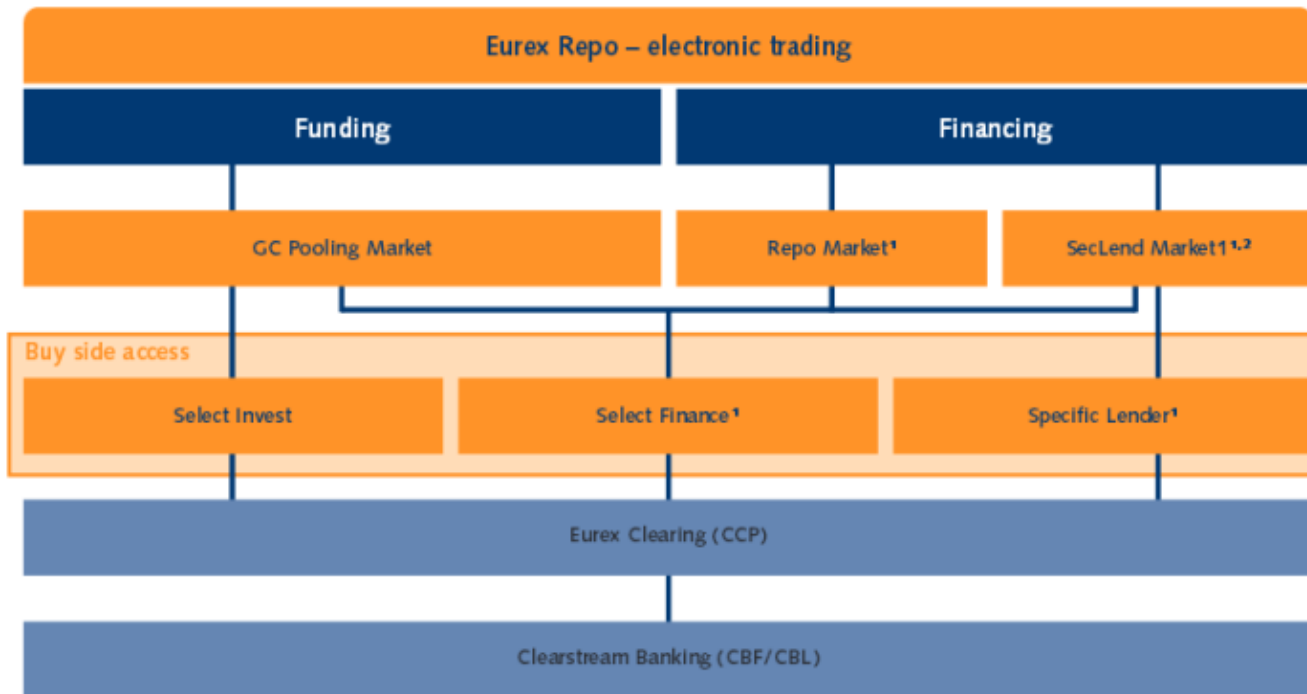 Eurex Repo – electronic trading
Funding
Financing
GC Pooling Market
Repo Market¹
SecLend Market1¹·²
Buy side access
Select Invest
Select Finance¹
Specific Lender¹
Eurex Clearing (CCP)
Clearstream Banking (CBF/CBL)